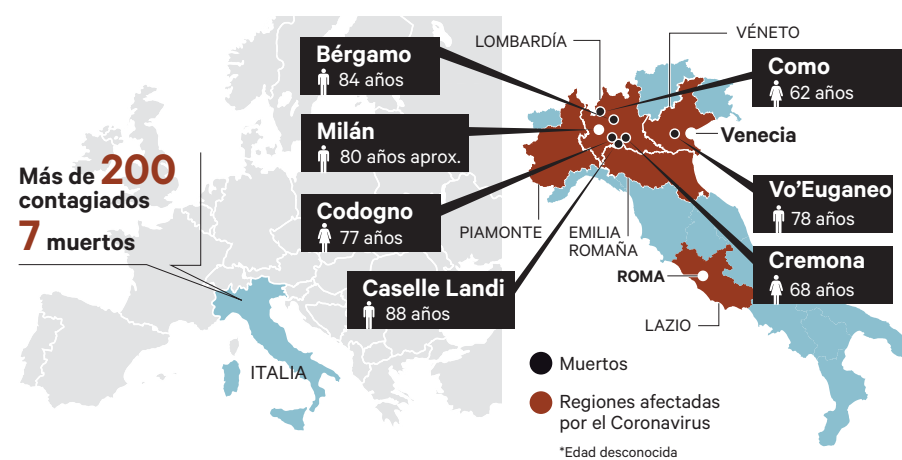 Más de 200
contagiados
7 muertos
ITALIA
Bérgamo
84 años
Milán
80 años aprox.
Codogno
77 años
Caselle Landi
88 años
LOMBARDÍA
VÉNETO
Como
62 años
Venecia
Vo’Euganeo
78 años
Cremona
68 años
PIAMONTE
EMILIA
ROMAÑA
ROMA
LAZIO
Muertos
Regiones afectadas
por el Coronavirus
*Edad desconocida